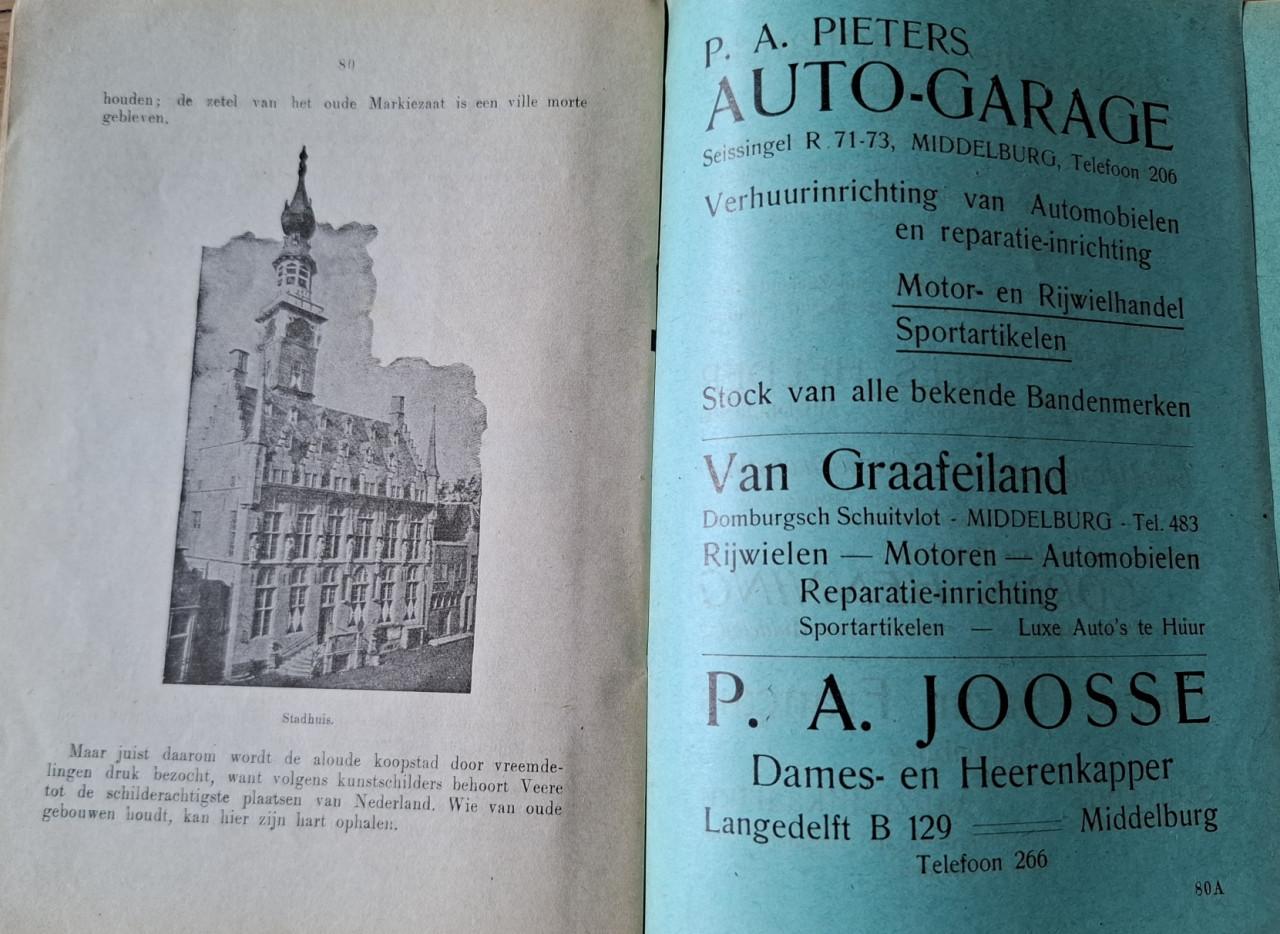 80
houden; de zetel van het oude Markiezaat is een ville morte
gebleven.
Stadhuis.
Maar juist daarom wordt de aloude koopstad door vreemde-
lingen druk bezocht, want volgens kunstschilders behoort Veere
tot de schilderachtigste plaatsen van Nederland. Wie van oude
gebouwen houdt, kan hier zijn hart ophalen.
P. A. PIETERS
AUTO-GARAGE
Seissingel R 71-73, MIDDELBURG, Telefoon 206
Verhuurinrichting van Automobielen
en reparatie-inrichting
Motor- en Rijwielhandel
Sportartikelen
Stock van alle bekende Bandenmerken
Van Graafeiland
Domburgsch Schuitvlot - MIDDELBURG - Tel. 483
Rijwielen — Motoren — Automobielen
Reparatie-inrichting
Sportartikelen — Luxe Auto's te Huur
P. A. JOOSSE
Dames- en Heerenkapper
Langedelft B 129 Middelburg
Telefoon 266
80A